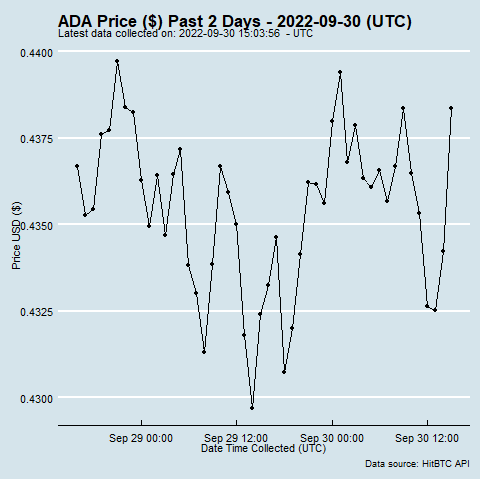 ADA Price ($) Past 2 Days - 2022-09-30 (UTC)
Latest data collected on: 2022-09-30 15:03:56 - UTC
0.4400
0.4375
0.4350
0.4325
0.4300
Price USD ($)
Sep 29 00:00 Sep 29 12:00 Sep 30 00:00 Sep 30 12:00
Date Time Collected (UTC)
Data source: HitBTC API